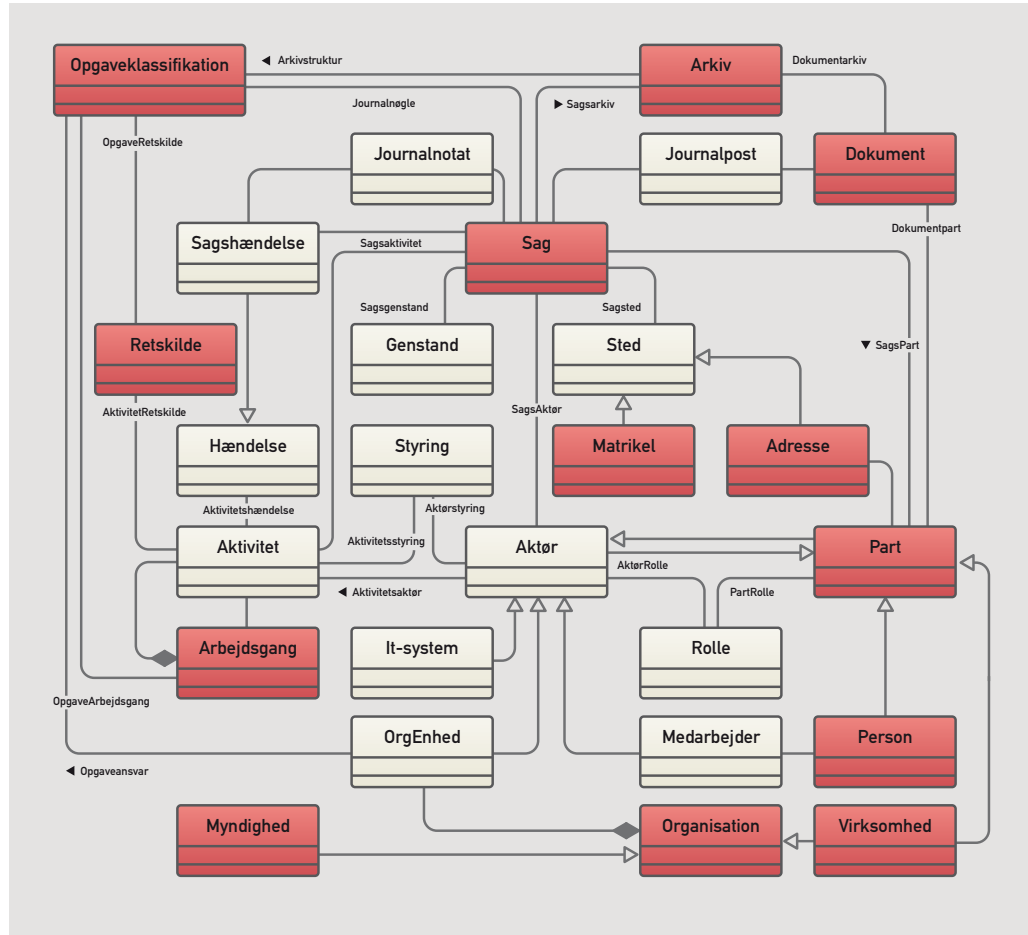 Opgaveklassifikation
◄ Arkivstruktur
Arkiv
Dokumentarkiv
Journalnøgle
► Sagsarkiv
OpgaveRetskilde
Journalnotat
Journalpost
Dokument
Sagshændelse
Sagsaktivitet
Sag
Dokumentpart
Sagsgenstand
Sagsted
Retskilde
Genstand
Sted
▼ SagsPart
AktivitetRetskilde
SagsAktør
Hændelse
Styring
Matrikel
Adresse
Aktivitetshændelse
Aktørstyring
Aktivitet
Aktivitetsstyring
Aktør
AktørRolle
Part
◄ Aktivitetsaktør
PartRolle
Arbejdsgang
It-system
Rolle
OpgaveArbejdsgang
OrgEnhed
Medarbejder
Person
◄ Opgaveansvar
Myndighed
Organisation
Virksomhed